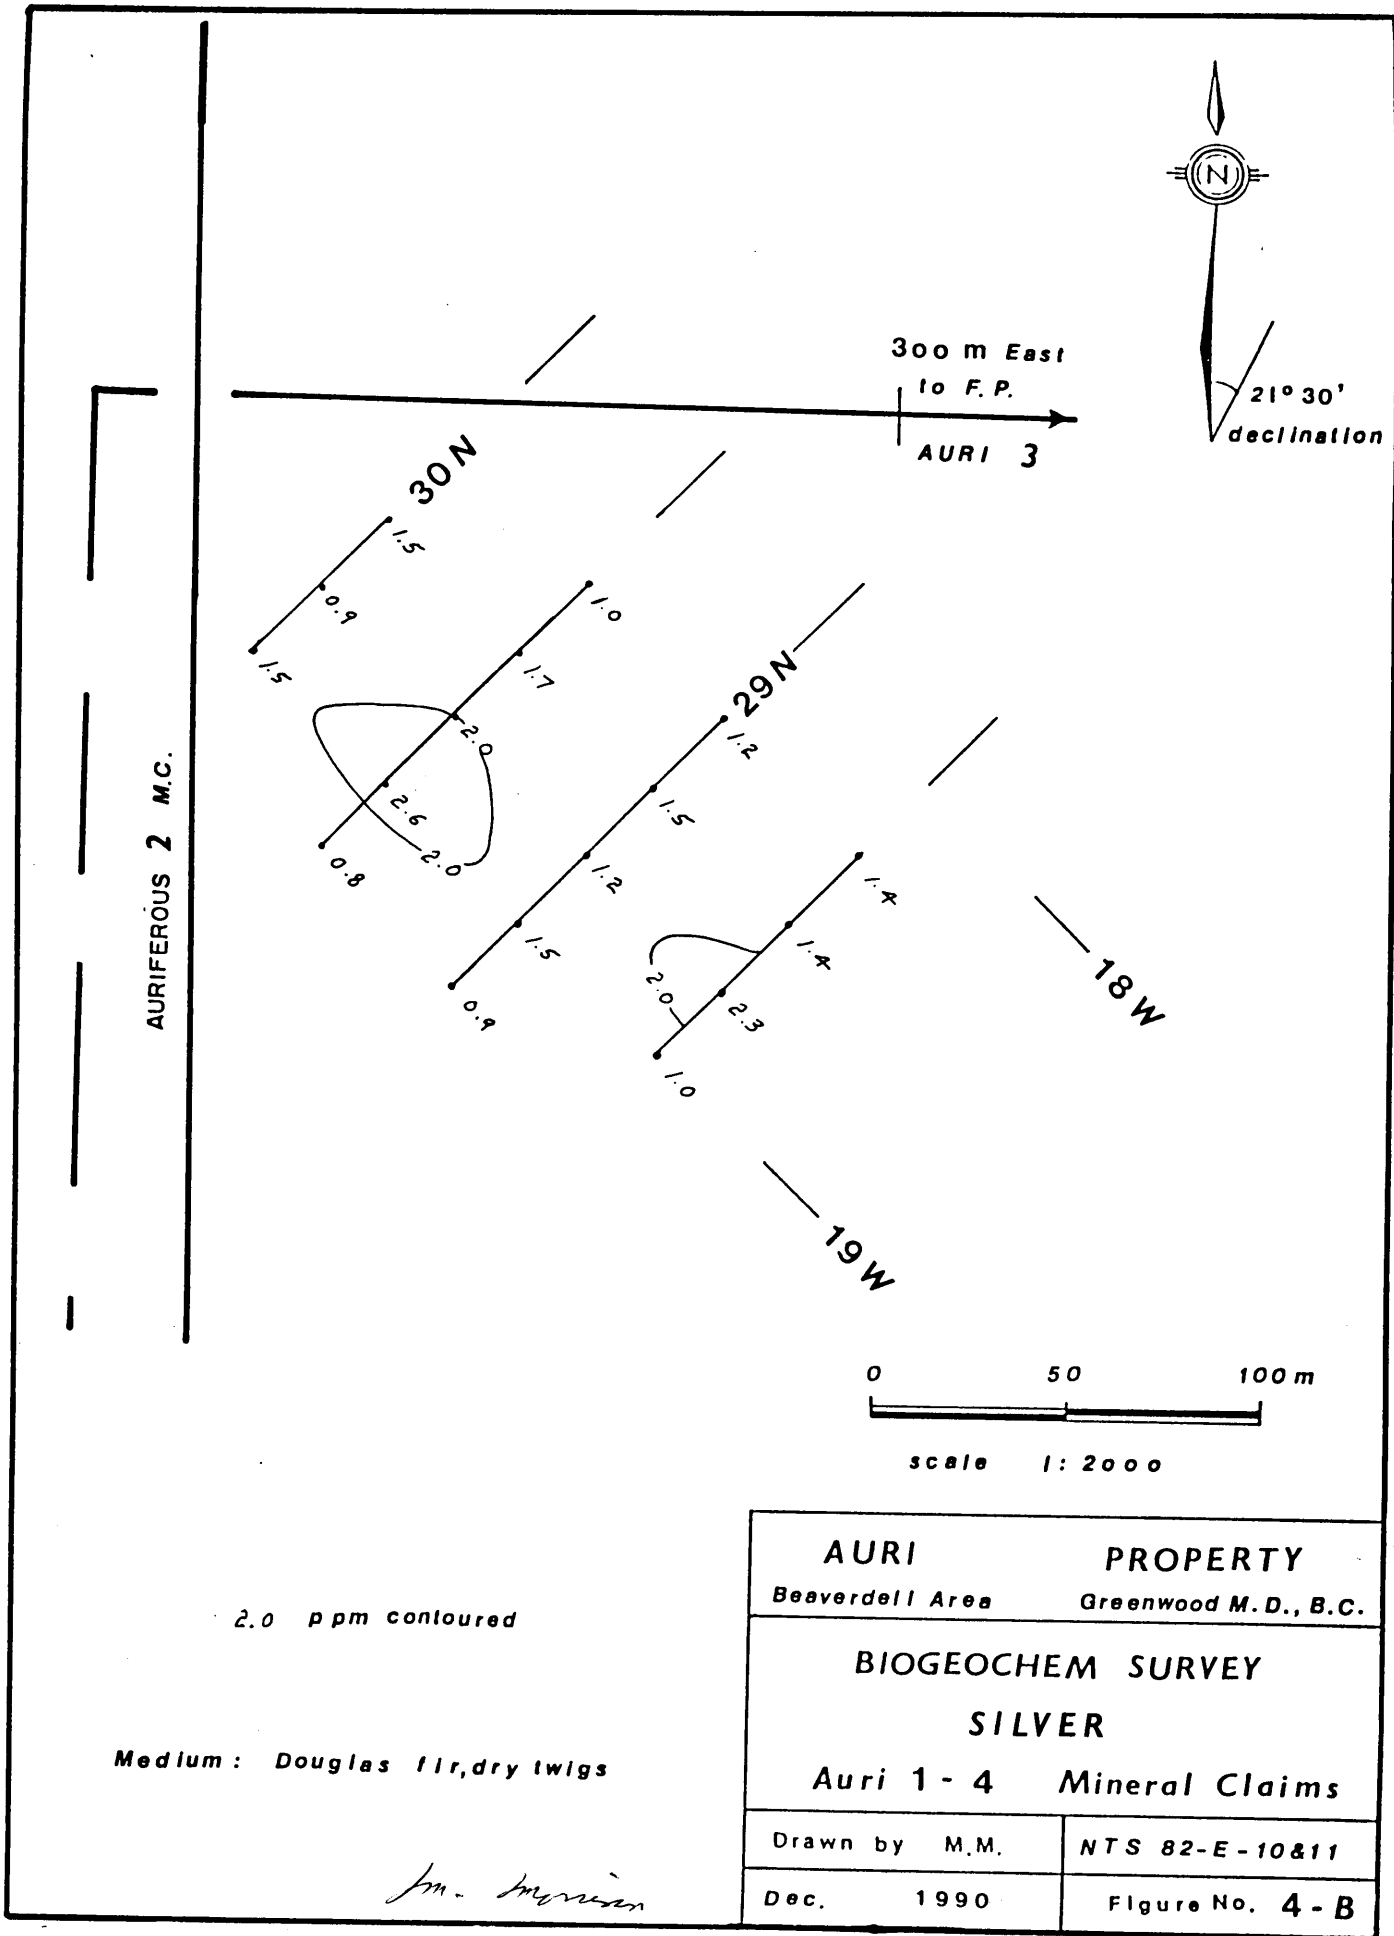 N
300 m East
to F.P.
21° 30'
declination
AURI 3
30N
1.5
0.9
1.5
1.0
1.7
2.0
2.6
2.0
0.8
29N
1.2
1.5
1.2
1.5
0.9
1.4
1.4
2.0
2.3
1.0
AURIFEROUS 2 M.C.
18W
19W
0 50 100 m
scale 1: 2000
2.0 ppm contoured
Medium: Douglas fir, dry twigs
AURI PROPERTY
Beaverdell Area Greenwood M.D., B.C.
BIOGEOCHEM SURVEY
SILVER
Auri 1 - 4 Mineral Claims
Drawn by M.M.
NTS 82-E-10&11
Dec. 1990
Figure No. 4-B